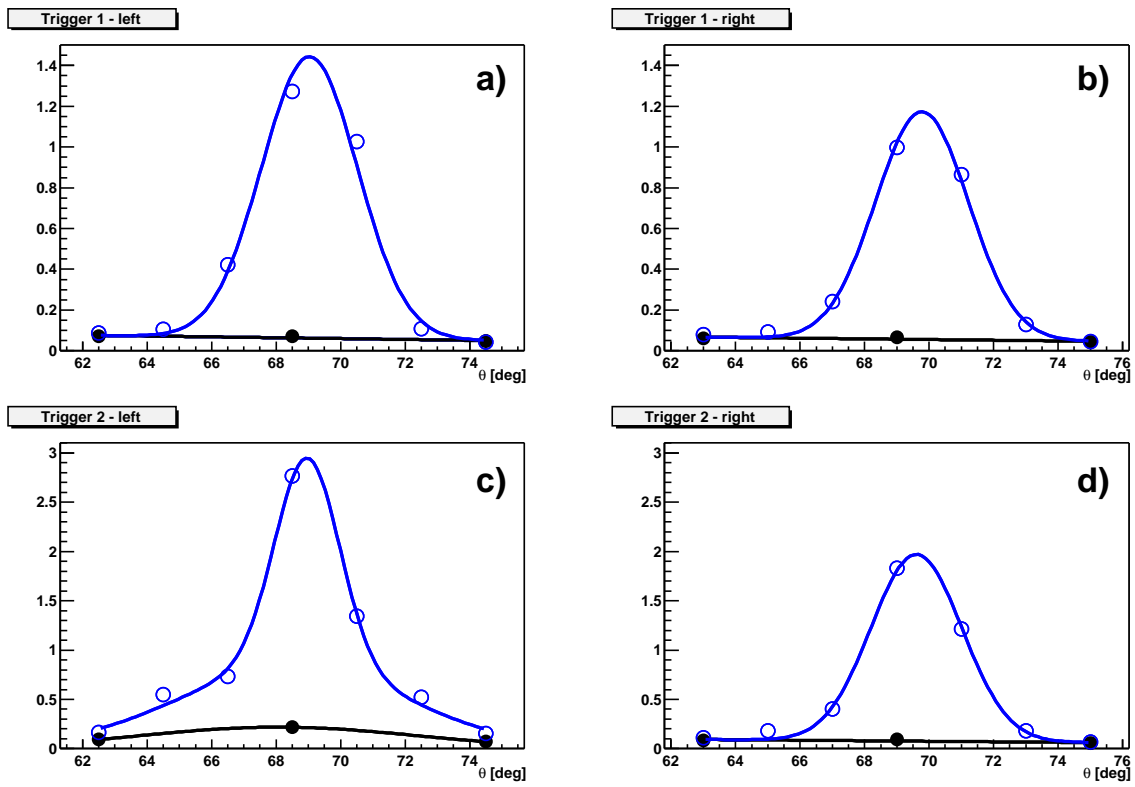 Trigger 1 - left
a)
1.4
1.2
1
0.8
0.6
0.4
0.2
0
62 64 66 68 70 72 74
θ [deg]
Trigger 1 - right
b)
1.4
1.2
1
0.8
0.6
0.4
0.2
0
62 64 66 68 70 72 74 76
θ [deg]
Trigger 2 - left
c)
3
2.5
2
1.5
1
0.5
0
62 64 66 68 70 72 74
θ [deg]
Trigger 2 - right
d)
3
2.5
2
1.5
1
0.5
0
62 64 66 68 70 72 74 76
θ [deg]